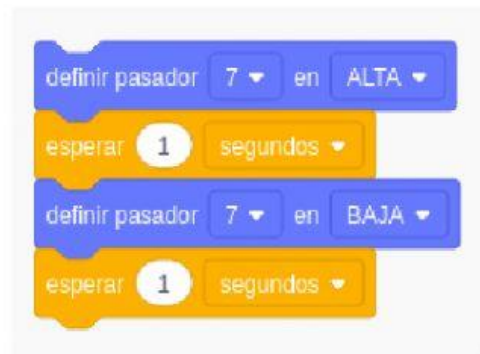 definir pasador 7 en ALTA
esperar 1 segundos
definir pasador 7 en BAJA
esperar 1 segundos